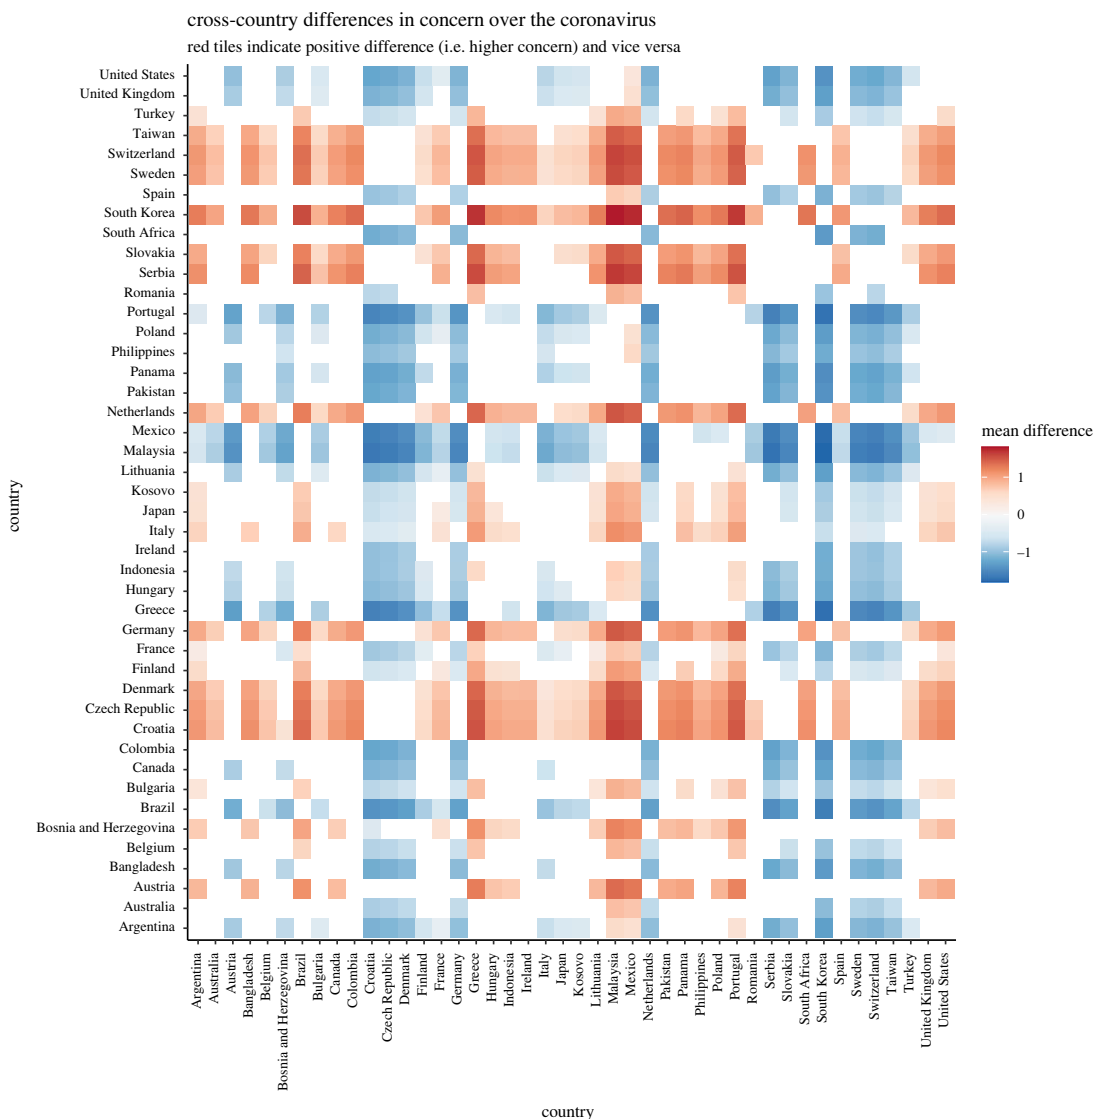 cross-country differences in concern over the coronavirus
red tiles indicate positive difference (i.e. higher concern) and vice versa
United States
United Kingdom
Turkey
Taiwan
Switzerland
Sweden
Spain
South Korea
South Africa
Slovakia
Serbia
Romania
Portugal
Poland
Philippines
Panama
Pakistan
Netherlands
Mexico
Malaysia
Lithuania
Kosovo
Japan
Italy
Ireland
Indonesia
Hungary
Greece
Germany
France
Finland
Denmark
Czech Republic
Croatia
Colombia
Canada
Bulgaria
Brazil
Bosnia and Herzegovina
Belgium
Bangladesh
Austria
Australia
Argentina
country
mean difference
1
0
−1
Argentina
Australia
Austria
Bangladesh
Belgium
Bosnia and Herzegovina
Brazil
Bulgaria
Canada
Colombia
Croatia
Czech Republic
Denmark
Finland
France
Germany
Greece
Hungary
Indonesia
Ireland
Italy
Japan
Kosovo
Lithuania
Malaysia
Mexico
Netherlands
Pakistan
Panama
Philippines
Poland
Portugal
Romania
Serbia
Slovakia
South Africa
South Korea
Spain
Sweden
Switzerland
Taiwan
Turkey
United Kingdom
United States
country